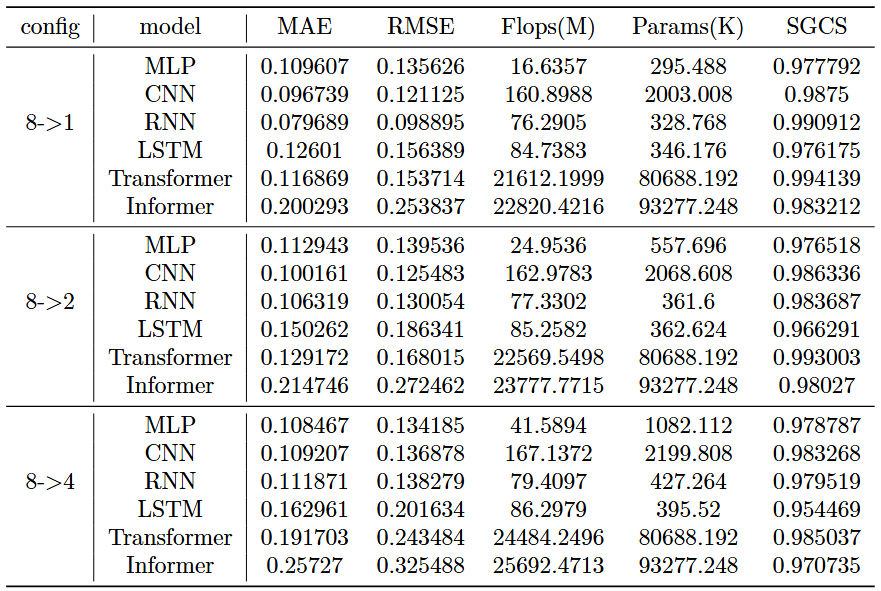 config model MAE RMSE Flops(M) Params(K) SGCS
MLP 0.109607 0.135626 16.6357 295.488 0.977792
CNN 0.096739 0.121125 160.8988 2003.008 0.9875
8->1 RNN 0.079689 0.098895 76.2905 328.768 0.990912
LSTM 0.12601 0.156389 84.7383 346.176 0.976175
Transformer 0.116869 0.153714 21612.1999 80688.192 0.994139
Informer 0.200293 0.253837 22820.4216 93277.248 0.983212
MLP 0.112943 0.139536 24.9536 557.696 0.976518
CNN 0.100161 0.125483 162.9783 2068.608 0.986336
8->2 RNN 0.106319 0.130054 77.3302 361.6 0.983687
LSTM 0.150262 0.186341 85.2582 362.624 0.966291
Transformer 0.129172 0.168015 22569.5498 80688.192 0.993003
Informer 0.214746 0.272462 23777.7715 93277.248 0.98027
MLP 0.108467 0.134185 41.5894 1082.112 0.978787
CNN 0.109207 0.136878 167.1372 2199.808 0.983268
8->4 RNN 0.111871 0.138279 79.4097 427.264 0.979519
LSTM 0.162961 0.201634 86.2979 395.52 0.954469
Transformer 0.191703 0.243484 24484.2496 80688.192 0.985037
Informer 0.25727 0.325488 25692.4713 93277.248 0.970735